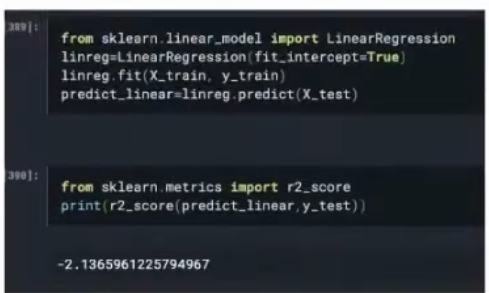 [389]:
from sklearn.linear_model import LinearRegression
linreg=LinearRegression(fit_intercept=True)
linreg.fit(X_train, y_train)
predict_linear=linreg.predict(X_test)
[390]:
from sklearn.metrics import r2_score
print(r2_score(predict_linear,y_test))
-2.1365961225794967